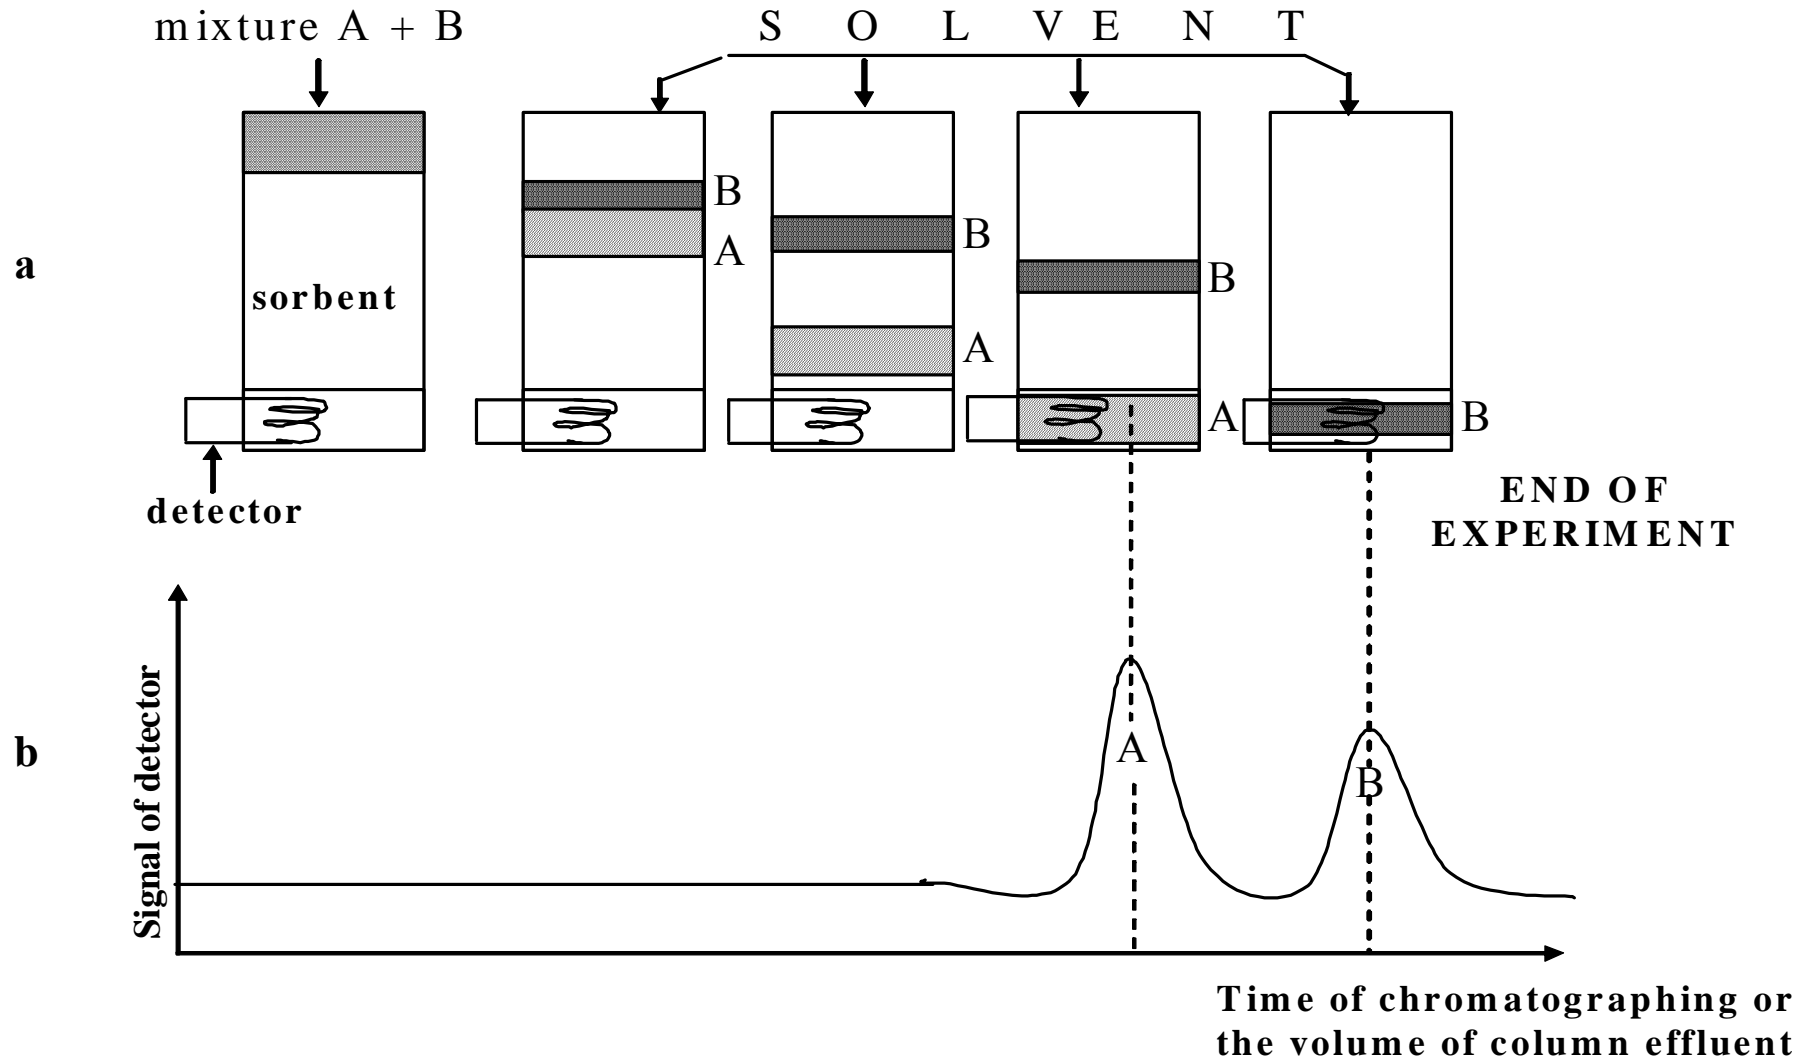 mixture A + B
S O L V E N T
B
A
B
A
B
A
B
a
sorbent
detector
END OF
EXPERIMENT
b
Signal of detector
A
B
Time of chromatographing or
the volume of column effluent